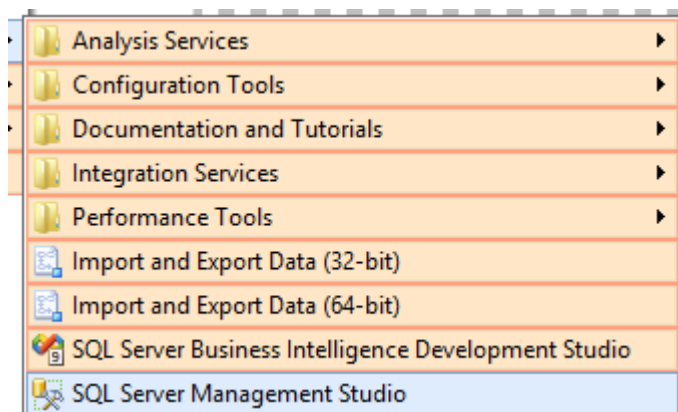 Analysis Services
Configuration Tools
Documentation and Tutorials
Integration Services
Performance Tools
Import and Export Data (32-bit)
Import and Export Data (64-bit)
9 SQL Server Business Intelligence Development Studio
SQL Server Management Studio